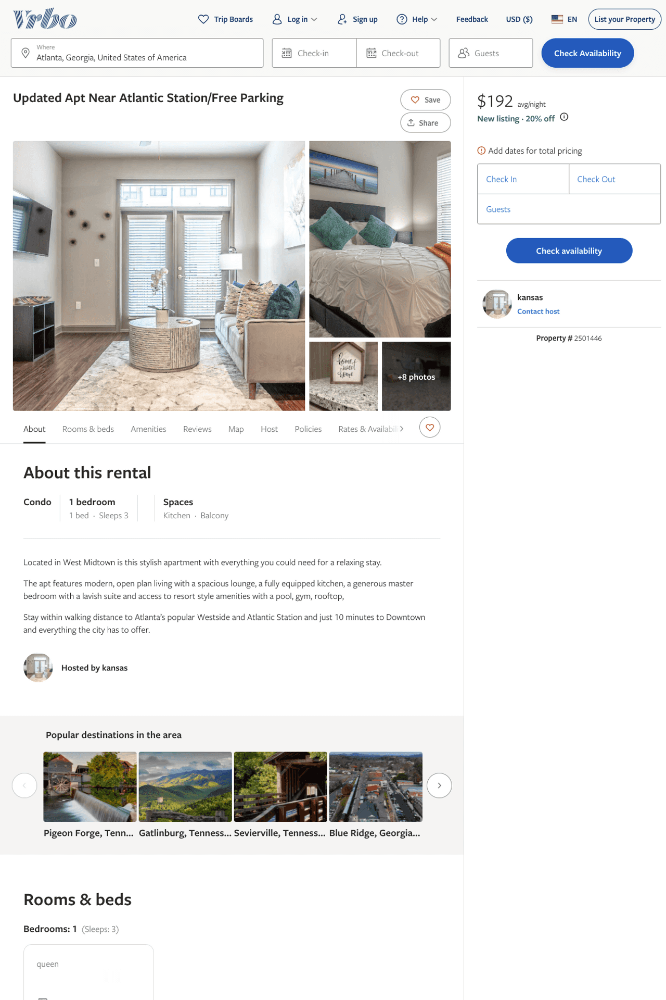 Vrbo
Trip Boards
Log in
Sign up
Help
Feedback
USD ($)
EN
List your Property
Where
Atlanta, Georgia, United States of America
Check-in
Check-out
Guests
Check Availability
Updated Apt Near Atlantic Station/Free Parking
Save
Share
home
sweet
home
+8 photos
$192 avg/night
New listing · 20% off
Add dates for total pricing
Check In
Check Out
Guests
Check availability
kansas
Contact host
Property # 2501446
About
Rooms & beds
Amenities
Reviews
Map
Host
Policies
Rates & Availabili
About this rental
Condo
1 bedroom
1 bed · Sleeps 3
Spaces
Kitchen · Balcony
Located in West Midtown is this stylish apartment with everything you could need for a relaxing stay.
The apt features modern, open plan living with a spacious lounge, a fully equipped kitchen, a generous master
bedroom with a lavish suite and access to resort style amenities with a pool, gym, rooftop,
Stay within walking distance to Atlanta's popular Westside and Atlantic Station and just 10 minutes to Downtown
and everything the city has to offer.
Hosted by kansas
Popular destinations in the area
Pigeon Forge, Tenn...
Gatlinburg, Tenness...
Sevierville, Tenness...
Blue Ridge, Georgia...
Rooms & beds
Bedrooms: 1 (Sleeps: 3)
queen